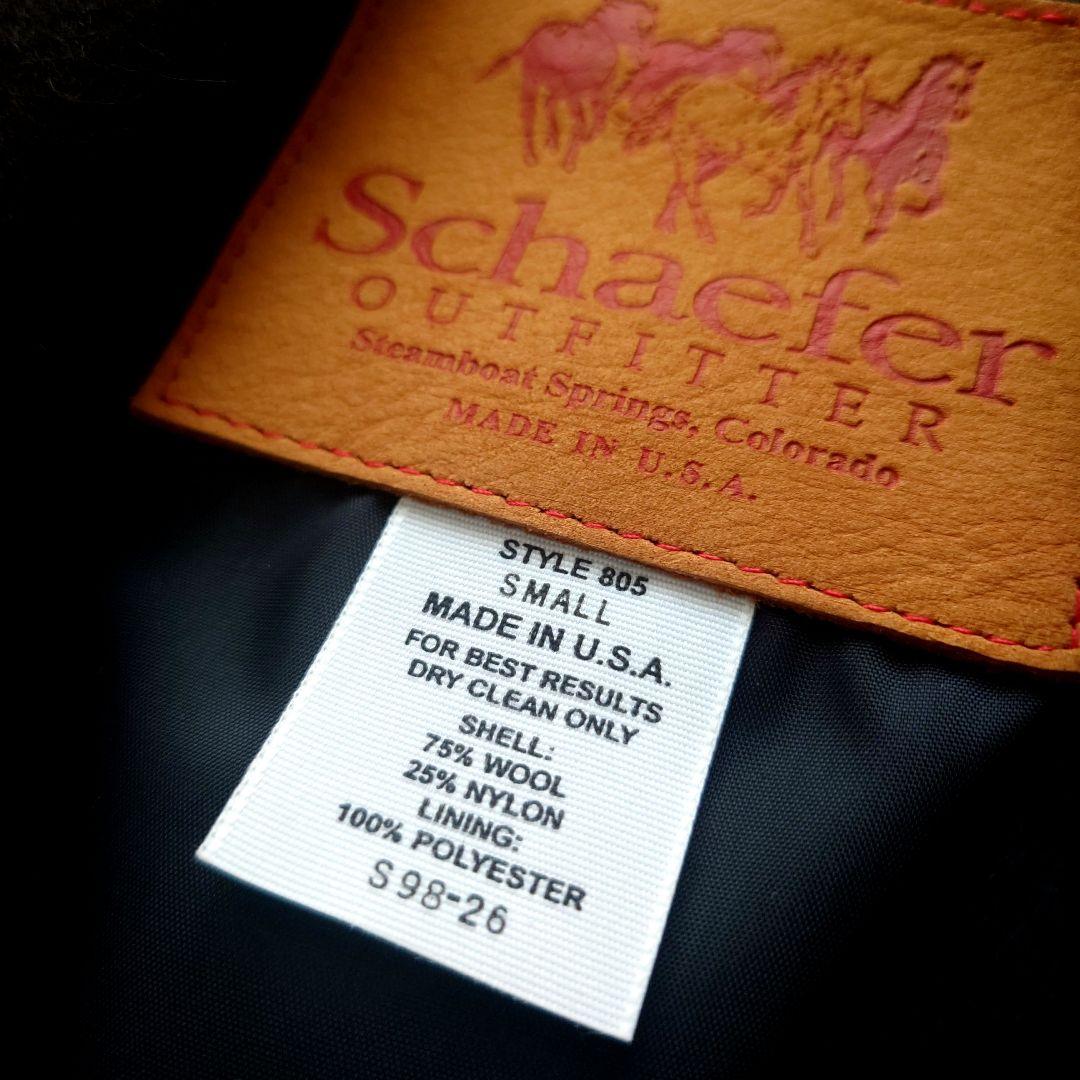 Schaefer
OUTFITTER
Steamboat Springs, Colorado
MADE IN U.S.A.
STYLE 805
SMALL
MADE IN U.S.A.
FOR BEST RESULTS
DRY CLEAN ONLY
SHELL:
75% WOOL
25% NYLON
LINING:
100% POLYESTER
S98-26